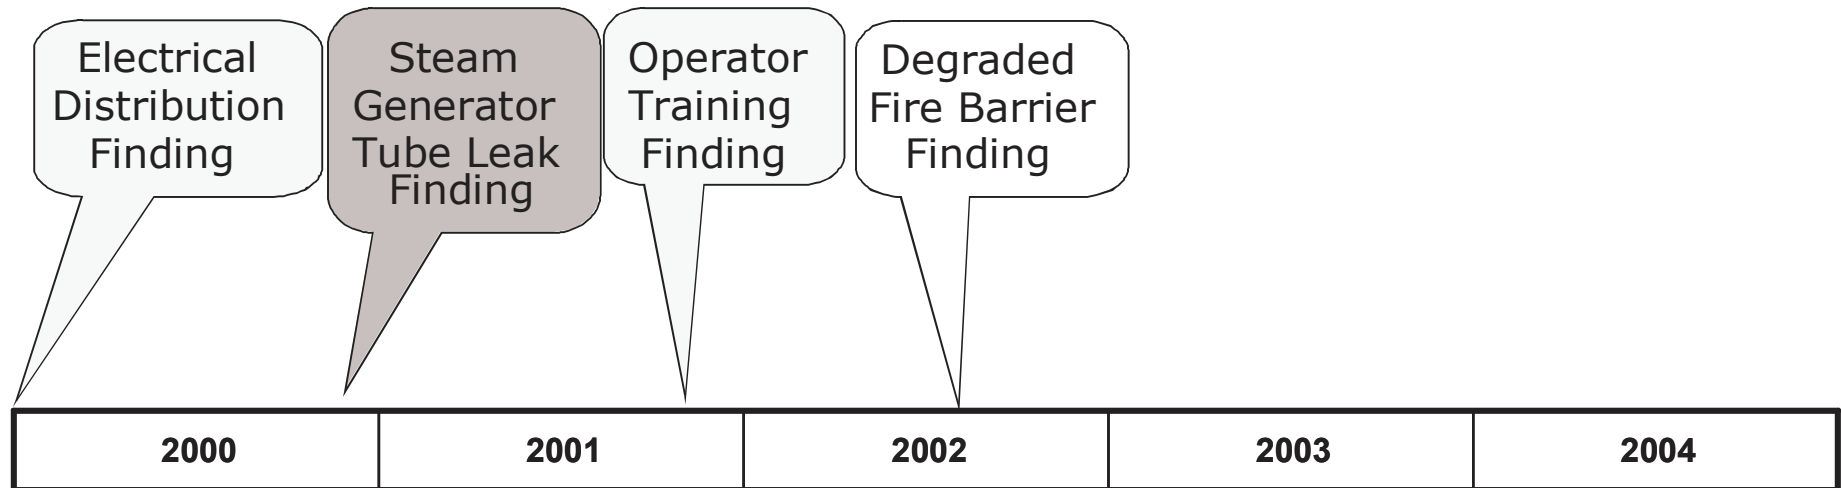 Electrical
Distribution
Finding
Steam
Generator
Tube Leak
Finding
Operator
Training
Finding
Degraded
Fire Barrier
Finding
2000
2001
2002
2003
2004